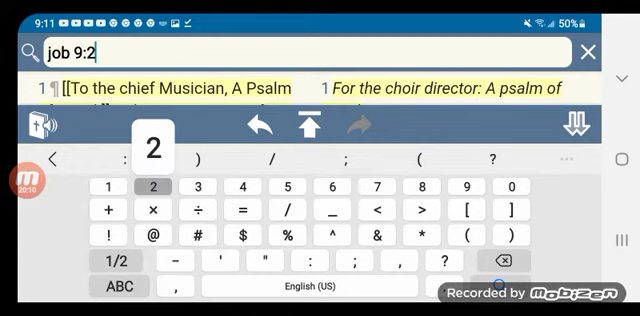 9:11 50%
job 9:2
1 ¶ [[To the chief Musician, A Psalm
1 For the choir director: A psalm of
2
: ) / ; ( ? ...
20:10
1 2 3 4 5 6 7 8 9 0
+ × ÷ = / _ < > [ ]
! @ # $ % ^ & * ( )
1/2 - ' " : ; , ?
ABC , English (US)
Recorded by MOBIZEN